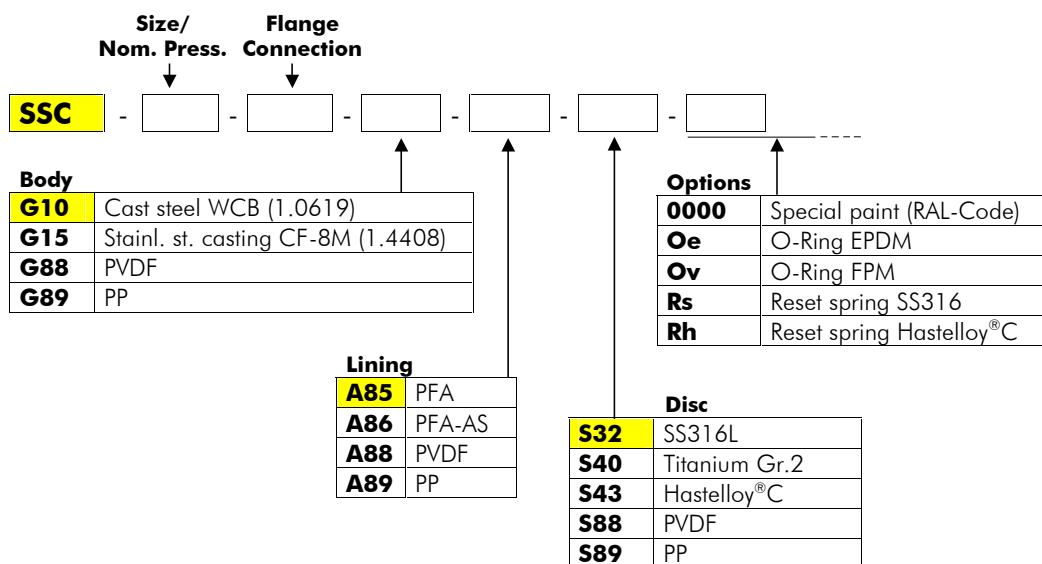 Size/
Nom. Press.
Flange
Connection
SSC - - - - - -
Body
G10 Cast steel WCB (1.0619)
G15 Stainl. st. casting CF-8M (1.4408)
G88 PVDF
G89 PP
Options
0000 Special paint (RAL-Code)
Oe O-Ring EPDM
Ov O-Ring FPM
Rs Reset spring SS316
Rh Reset spring Hastelloy®C
Lining
A85 PFA
A86 PFA-AS
A88 PVDF
A89 PP
Disc
S32 SS316L
S40 Titanium Gr.2
S43 Hastelloy®C
S88 PVDF
S89 PP